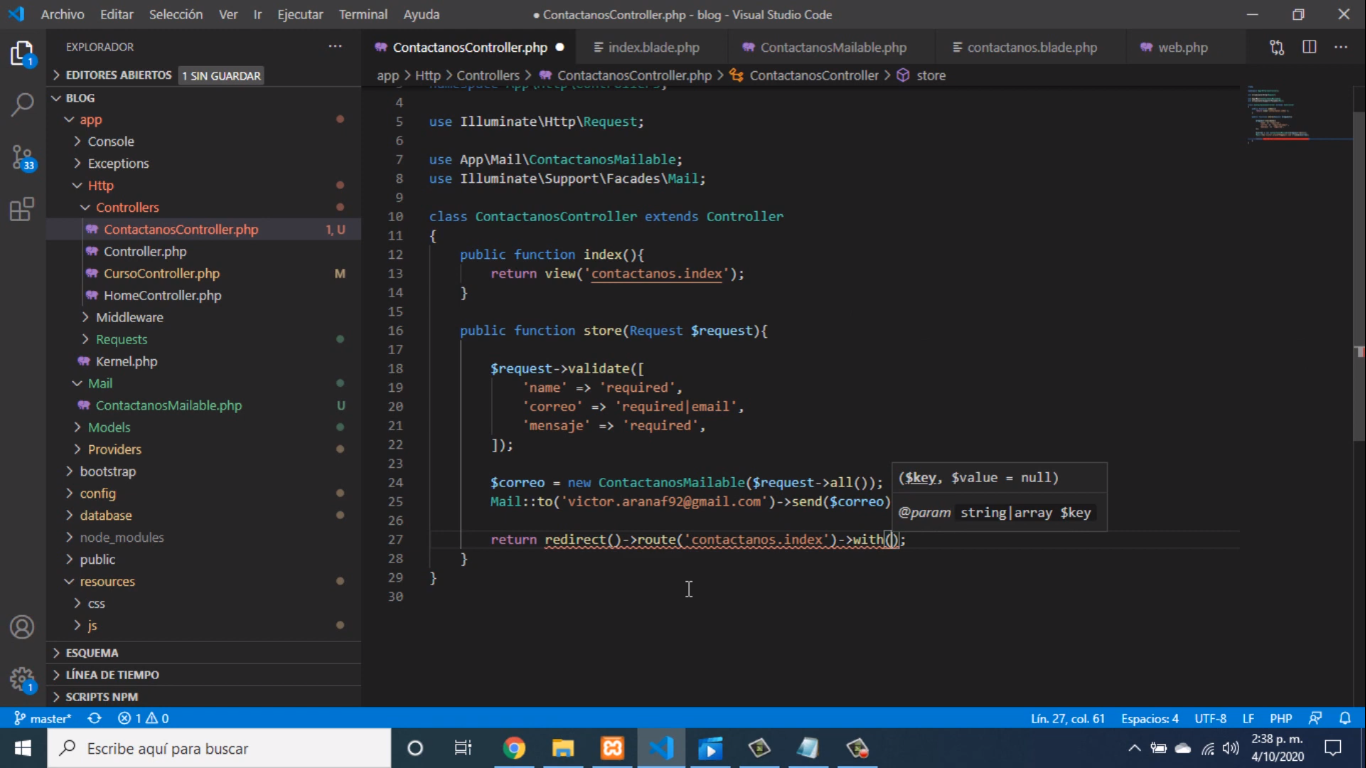 Archivo Editar Selección Ver Ir Ejecutar Terminal Ayuda
● ContactanosController.php - blog - Visual Studio Code
EXPLORADOR
EDITORES ABIERTOS 1 SIN GUARDAR
BLOG
app
Console
Exceptions
Http
Controllers
ContactanosController.php 1, U
Controller.php
CursoController.php M
HomeController.php
Middleware
Requests
Kernel.php
Mail
ContactanosMailable.php U
Models
Providers
bootstrap
config
database
node_modules
public
resources
css
js
ESQUEMA
LÍNEA DE TIEMPO
SCRIPTS NPM
1
33
1
ContactanosController.php ● index.blade.php ContactanosMailable.php contactanos.blade.php web.php
app > Http > Controllers > ContactanosController.php > ContactanosController > store
3 namespace App\Http\Controllers;
4
5 use Illuminate\Http\Request;
6
7 use App\Mail\ContactanosMailable;
8 use Illuminate\Support\Facades\Mail;
9
10 class ContactanosController extends Controller
11 {
12 public function index(){
13 return view('contactanos.index');
14 }
15
16 public function store(Request $request){
17
18 $request->validate([
19 'name' => 'required',
20 'correo' => 'required|email',
21 'mensaje' => 'required',
22 ]);
23
24 $correo = new ContactanosMailable($request->all());
25 Mail::to('victor.aranaf92@gmail.com')->send($correo)
26
27 return redirect()->route('contactanos.index')->with();
28 }
29 }
30
($key, $value = null)
@param string|array $key
master* 1 0 Lín. 27, col. 61 Espacios: 4 UTF-8 LF PHP
Escribe aquí para buscar
2:38 p. m.
4/10/2020